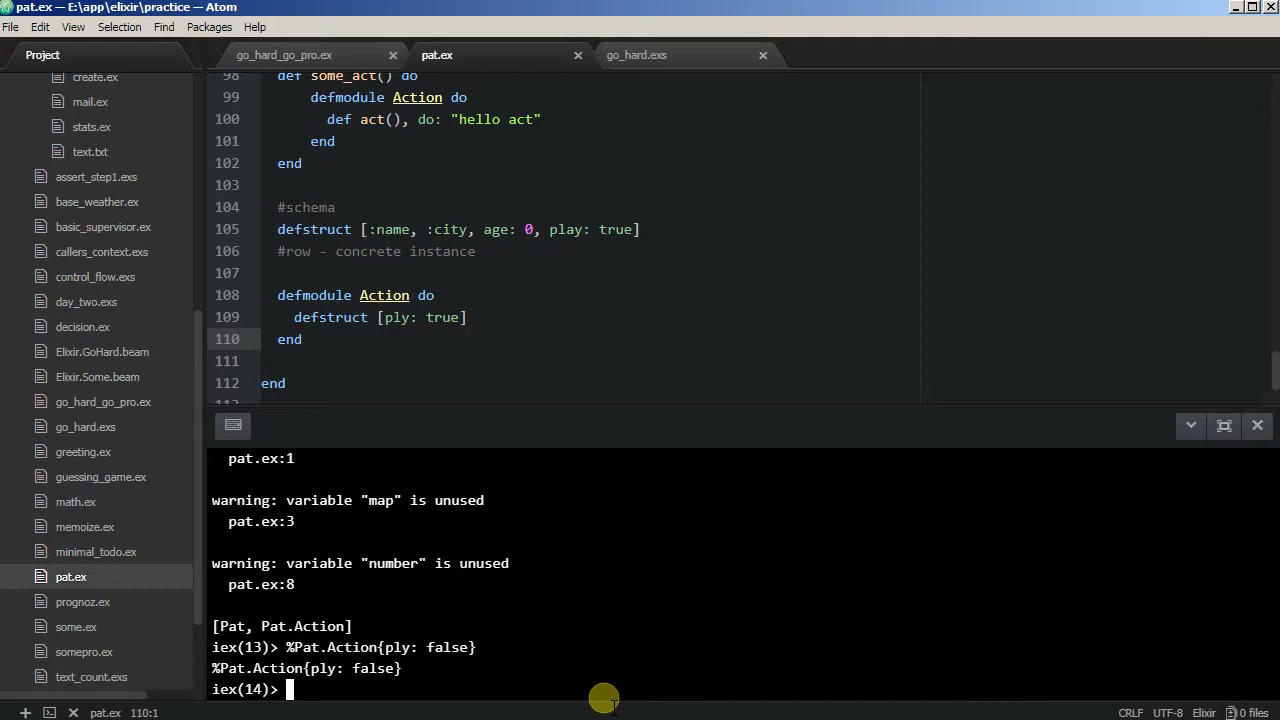 pat.ex — E:\app\elixir\practice — Atom
File Edit View Selection Find Packages Help
Project
go_hard_go_pro.ex
pat.ex
go_hard.exs
create.ex
mail.ex
stats.ex
text.txt
assert_step1.exs
base_weather.ex
basic_supervisor.ex
callers_context.exs
control_flow.exs
day_two.exs
decision.ex
Elixir.GoHard.beam
Elixir.Some.beam
go_hard_go_pro.ex
go_hard.exs
greeting.ex
guessing_game.ex
math.ex
memoize.ex
minimal_todo.ex
pat.ex
prognoz.ex
some.ex
somepro.ex
text_count.exs
98 def some_act() do
99 defmodule Action do
100 def act(), do: "hello act"
101 end
102 end
103
104 #schema
105 defstruct [:name, :city, age: 0, play: true]
106 #row - concrete instance
107
108 defmodule Action do
109 defstruct [ply: true]
110 end
111
112 end
113
pat.ex:1
warning: variable "map" is unused
pat.ex:3
warning: variable "number" is unused
pat.ex:8
[Pat, Pat.Action]
iex(13)> %Pat.Action{ply: false}
%Pat.Action{ply: false}
iex(14)>
pat.ex 110:1
CRLF UTF-8 Elixir 0 files